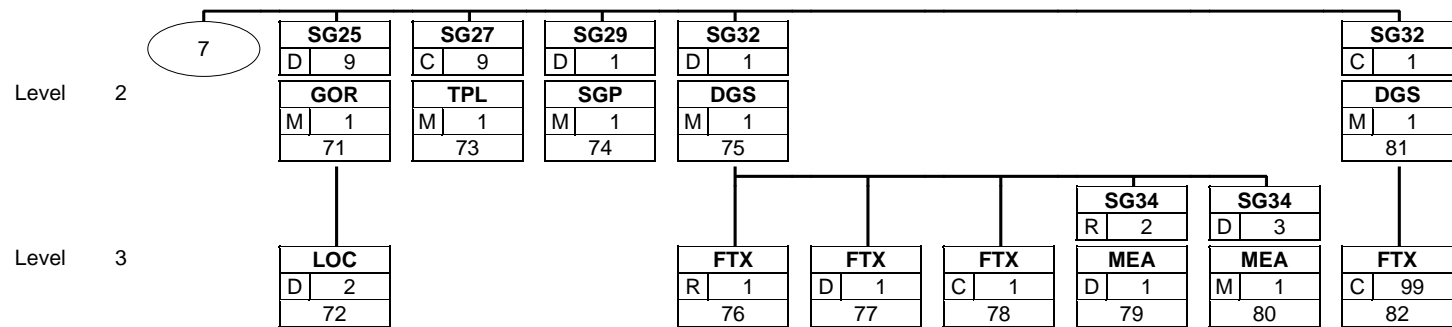 7
SG25 SG27 SG29 SG32 SG32
D 9 C 9 D 1 D 1 C 1
Level 2 GOR TPL SGP DGS DGS
M 1 M 1 M 1 M 1 M 1
71 73 74 75 81
SG34 SG34
R 2 D 3
Level 3 LOC FTX FTX FTX MEA MEA FTX
D 2 R 1 D 1 C 1 D 1 M 1 C 99
72 76 77 78 79 80 82